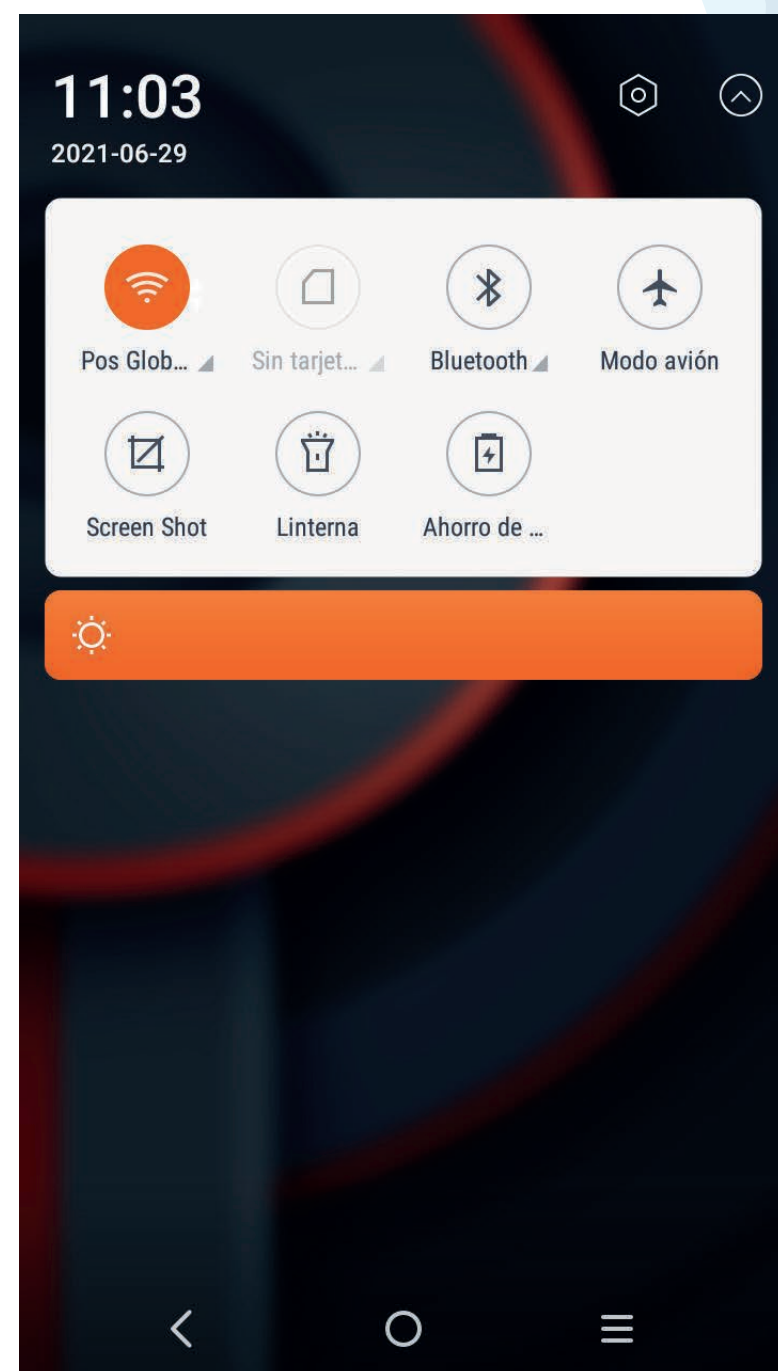 11:03
2021-06-29
Pos Glob... Sin tarjet... Bluetooth Modo avión
Screen Shot Linterna Ahorro de ...